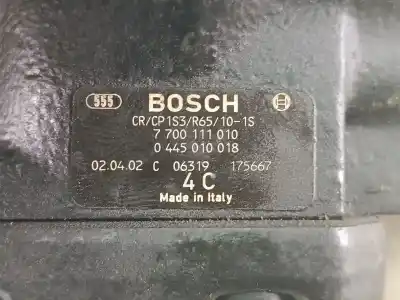 555 BOSCH
CR/CP1S3/R65/10-1S
7 700 111 010
0 445 010 018
02.04.02 C 06319 175667
4 C
Made in Italy